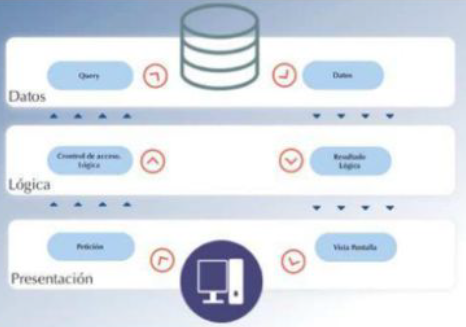 Query
Datos
Datos
Control de acceso.
Lógica
Resultado
Lógica
Lógica
Petición
Vista Pantalla
Presentación